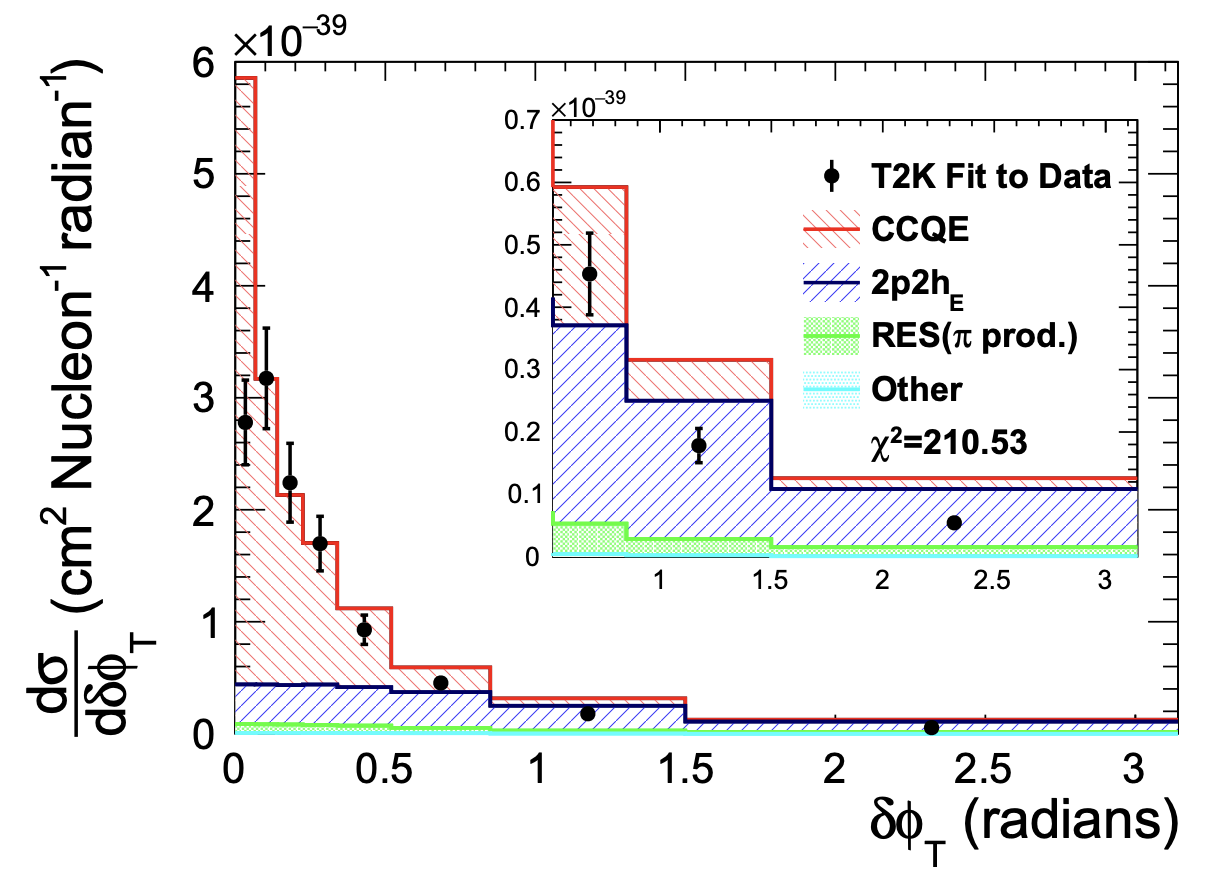 ×10⁻³⁹
6
5
4
3
2
1
0
0 0.5 1 1.5 2 2.5 3
dσ/dδϕ_T (cm² Nucleon⁻¹ radian⁻¹)
δϕ_T (radians)
×10⁻³⁹
0.7
0.6
0.5
0.4
0.3
0.2
0.1
0
1 1.5 2 2.5 3
T2K Fit to Data
CCQE
2p2h_E
RES(π prod.)
Other
χ²=210.53